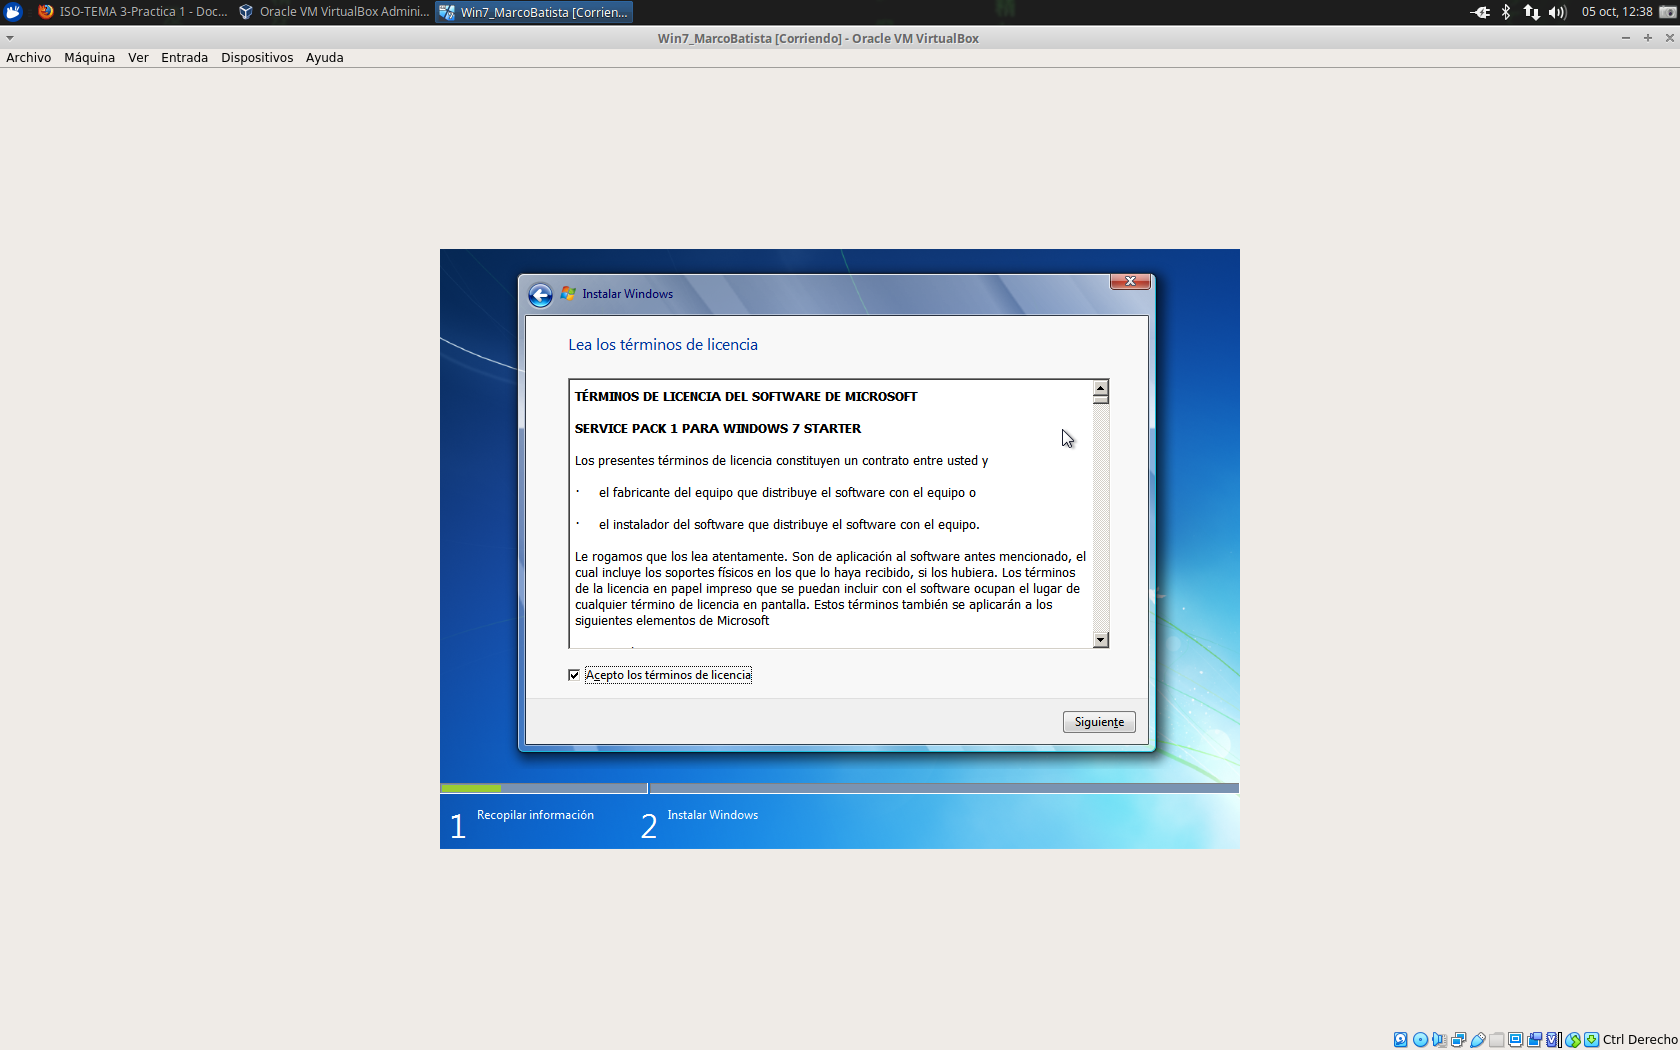 ISO-TEMA 3-Practica 1 - Doc... Oracle VM VirtualBox Admini... Win7_MarcoBatista [Corrien... 05 oct, 12:38
Win7_MarcoBatista [Corriendo] - Oracle VM VirtualBox
Archivo Máquina Ver Entrada Dispositivos Ayuda
Instalar Windows
Lea los términos de licencia
TÉRMINOS DE LICENCIA DEL SOFTWARE DE MICROSOFT
SERVICE PACK 1 PARA WINDOWS 7 STARTER
Los presentes términos de licencia constituyen un contrato entre usted y
· el fabricante del equipo que distribuye el software con el equipo o
· el instalador del software que distribuye el software con el equipo.
Le rogamos que los lea atentamente. Son de aplicación al software antes mencionado, el
cual incluye los soportes físicos en los que lo haya recibido, si los hubiera. Los términos
de la licencia en papel impreso que se puedan incluir con el software ocupan el lugar de
cualquier término de licencia en pantalla. Estos términos también se aplicarán a los
siguientes elementos de Microsoft
Acepto los términos de licencia
Siguiente
1 Recopilar información 2 Instalar Windows
Ctrl Derecho